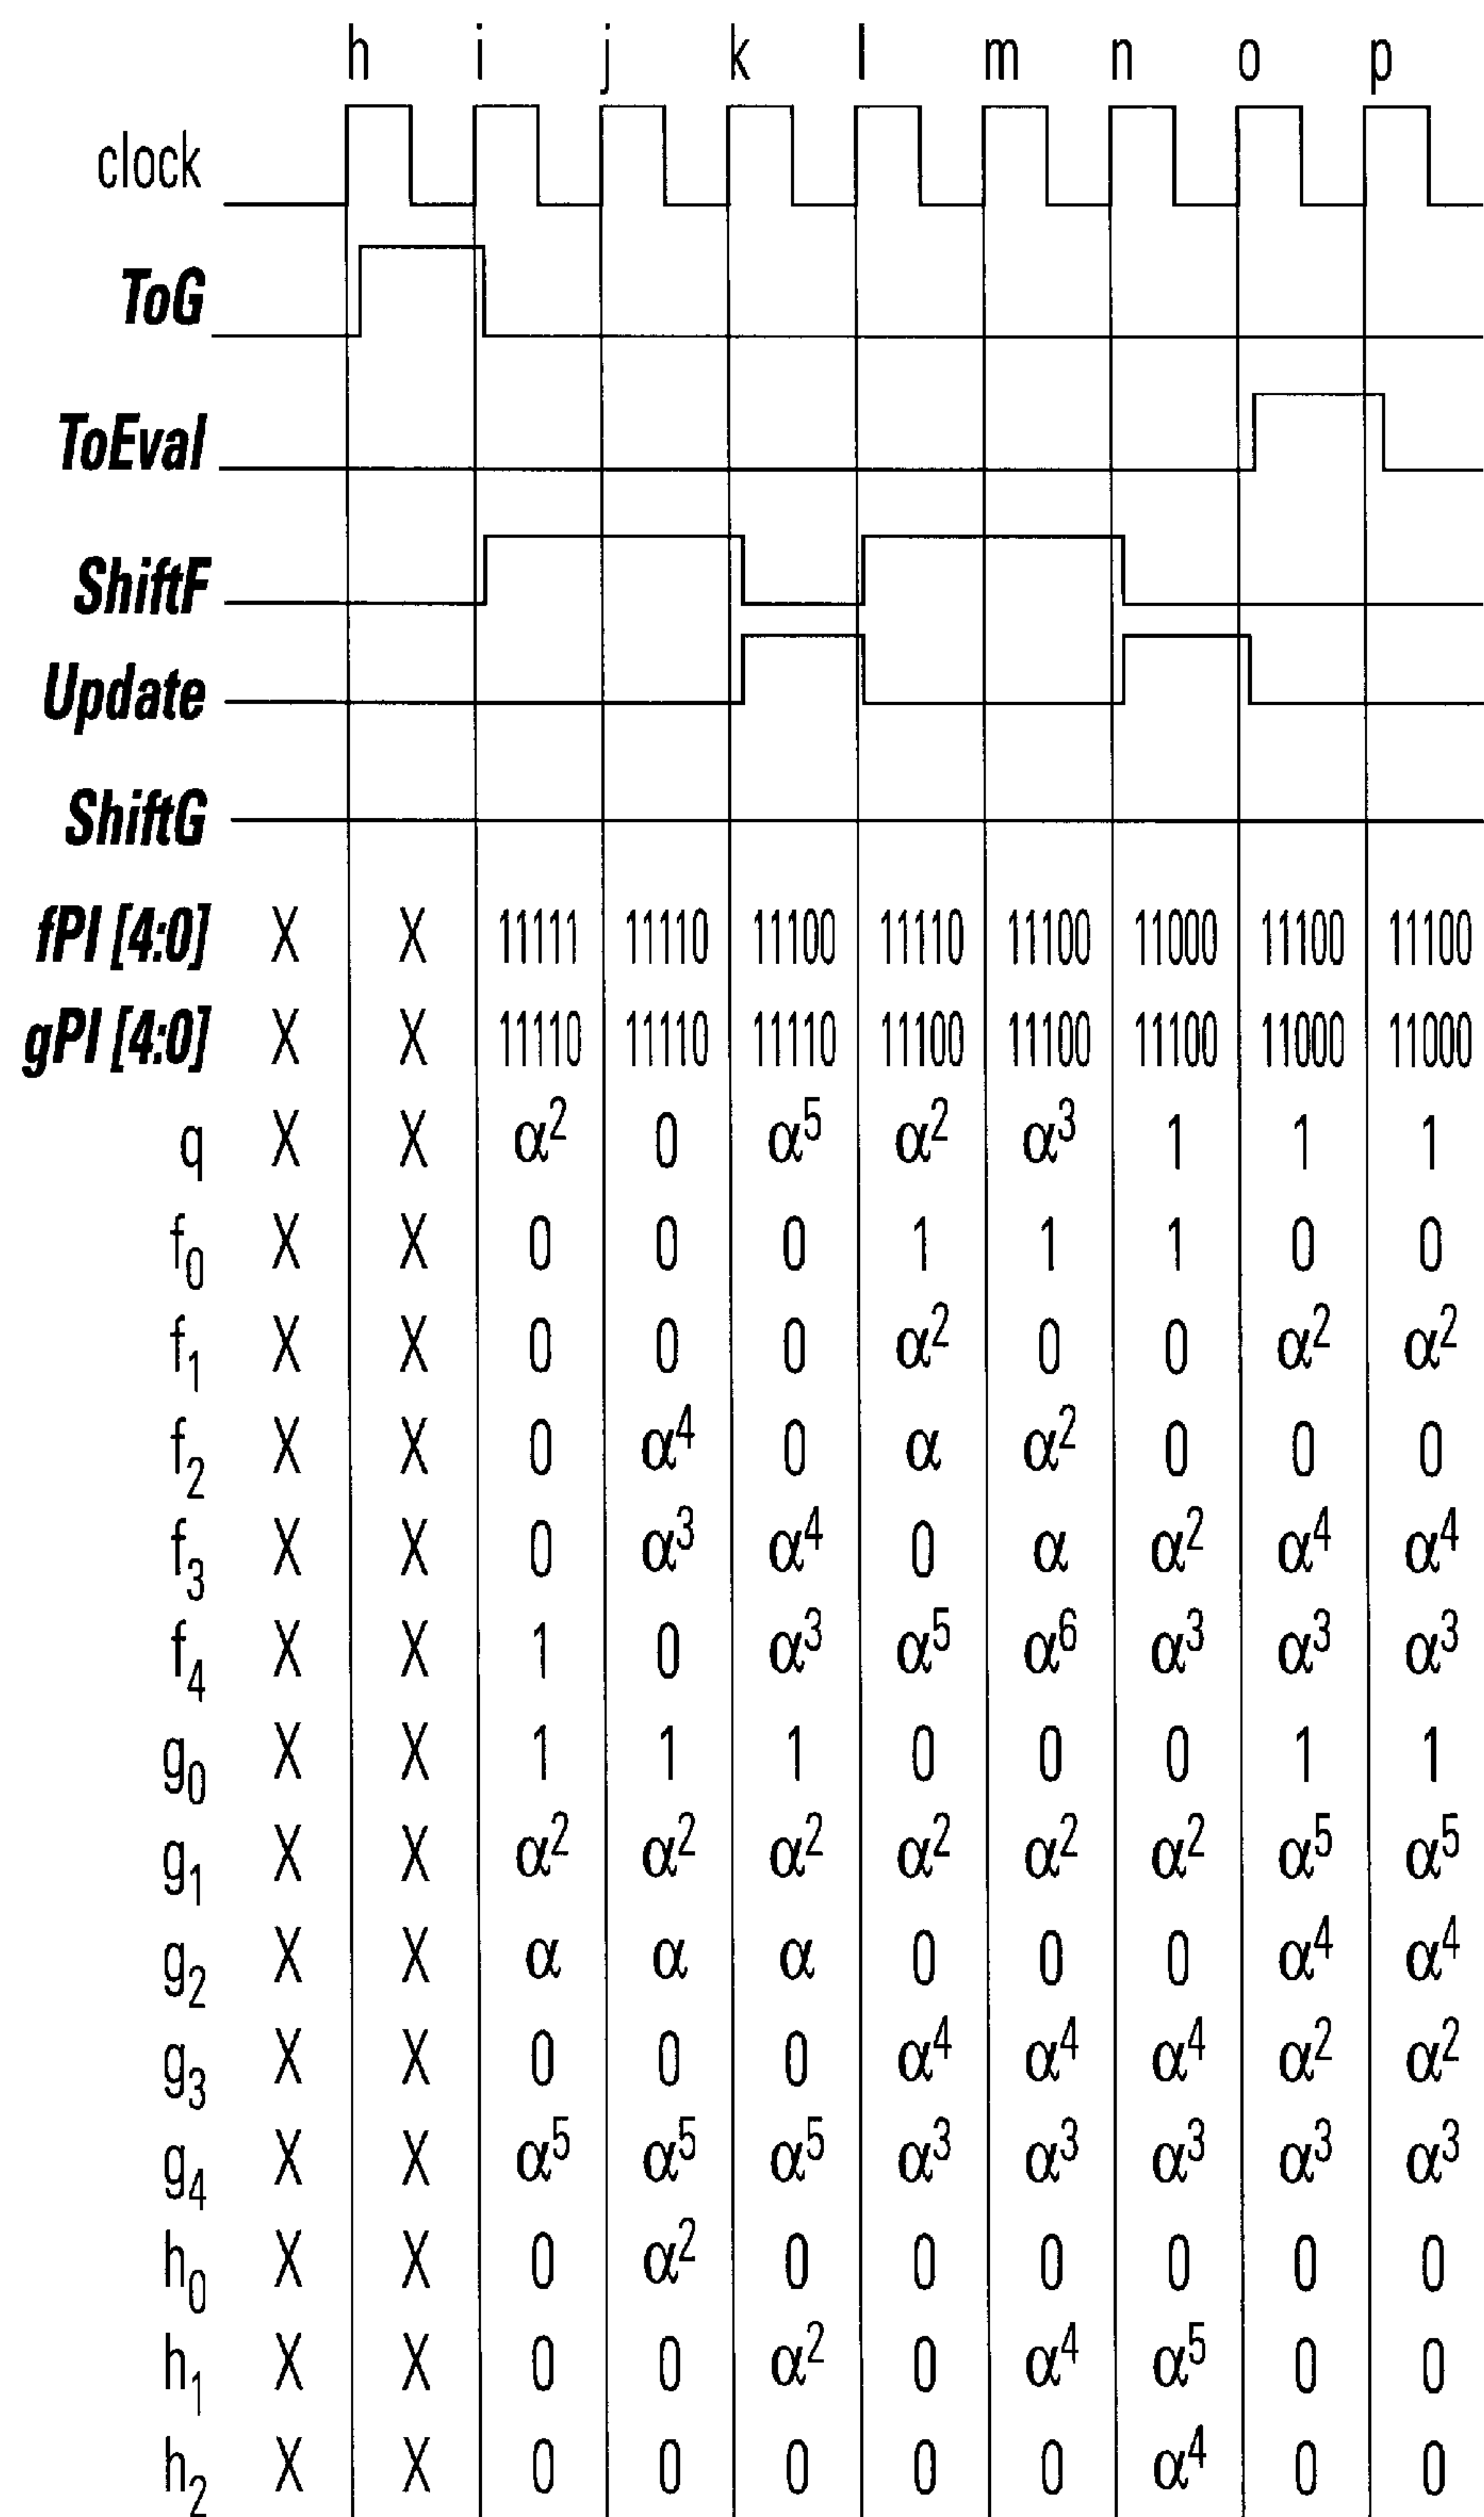 h i j k l m n o p
clock
ToG
ToEval
ShiftF
Update
ShiftG
fPI [4:0] X X 11111 11110 11100 11110 11100 11000 11100 11100
gPI [4:0] X X 11110 11110 11110 11100 11100 11100 11000 11000
q X X α² 0 α⁵ α² α³ 1 1 1
f₀ X X 0 0 0 1 1 1 0 0
f₁ X X 0 0 0 α² 0 0 α² α²
f₂ X X 0 α⁴ 0 α α² 0 0 0
f₃ X X 0 α³ α⁴ 0 α α² α⁴ α⁴
f₄ X X 1 0 α³ α⁵ α⁶ α³ α³ α³
g₀ X X 1 1 1 0 0 0 1 1
g₁ X X α² α² α² α² α² α² α⁵ α⁵
g₂ X X α α α 0 0 0 α⁴ α⁴
g₃ X X 0 0 0 α⁴ α⁴ α⁴ α² α²
g₄ X X α⁵ α⁵ α⁵ α³ α³ α³ α³ α³
h₀ X X 0 α² 0 0 0 0 0 0
h₁ X X 0 0 α² 0 α⁴ α⁵ 0 0
h₂ X X 0 0 0 0 0 α⁴ 0 0